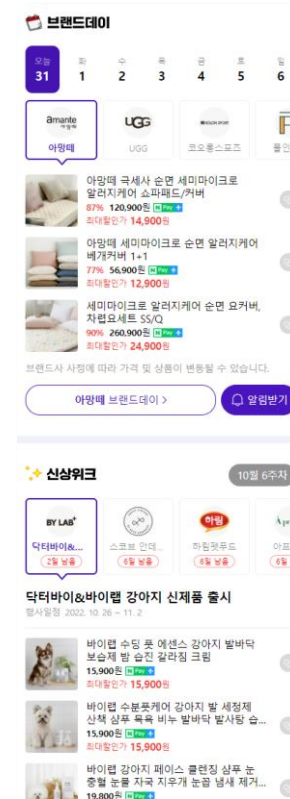 브랜드데이
오늘 화 수 목 금 토 일
31 1 2 3 4 5 6
amante
아망떼
아망떼 UGG 코오롱스포츠
UGG
아망떼 극세사 순면 세미마이크로
알러지케어 쇼파패드/커버
87% 120,900원 N Pay +
최대할인가 14,900원
아망떼 세미마이크로 순면 알러지케어
베개커버 1+1
77% 56,900원 N Pay +
최대할인가 12,900원
세미마이크로 알러지케어 순면 요커버,
차렵요세트 SS/Q
90% 260,900원 N Pay +
최대할인가 24,900원
브랜드사 사정에 따라 가격 및 상품이 변동될 수 있습니다.
아망떼 브랜드데이 >
알림받기
신상위크
10월 6주차
BY LAB+
하림
닥터바이&... 스코브 안데.. 하림펫푸드
2일 남음 6일 남음 6일 남음
닥터바이&바이랩 강아지 신제품 출시
행사일정 2022. 10. 26 ~ 11. 2
바이랩 수딩 풋 에센스 강아지 발바닥
보습제 밤 습진 갈라짐 크림
15,900원 N Pay +
최대할인가 15,900원
바이랩 수분풋케어 강아지 발 세정제
산책 샴푸 목욕 비누 발바닥 발사탕 습...
15,900원 N Pay +
최대할인가 15,900원
바이랩 강아지 페이스 클렌징 샴푸 눈
충혈 눈물 자국 지우개 눈곱 냄새 제거...
19,800원 N Pay +